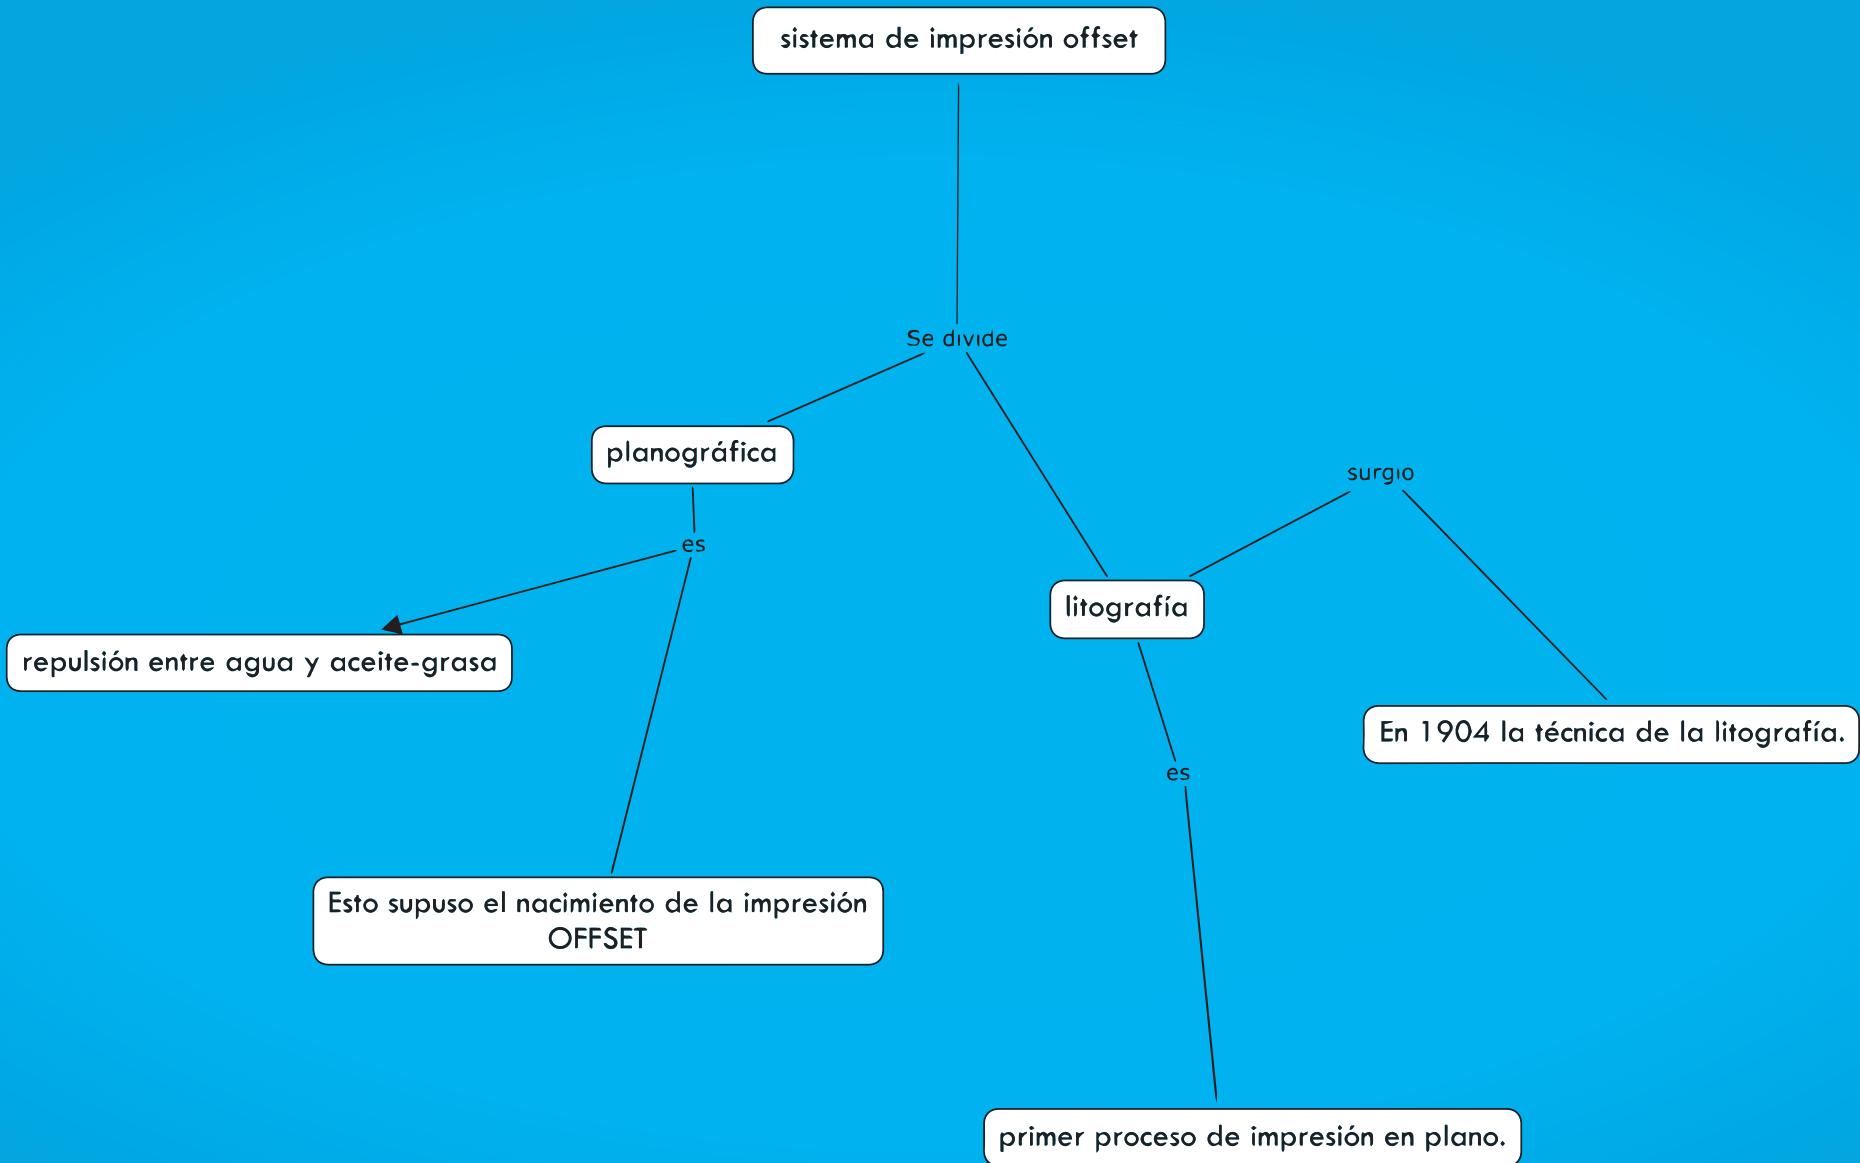 sistema de impresión offset
Se divide
planográfica
surgio
es
litografía
repulsión entre agua y aceite-grasa
En 1904 la técnica de la litografía.
es
Esto supuso el nacimiento de la impresión
OFFSET
primer proceso de impresión en plano.